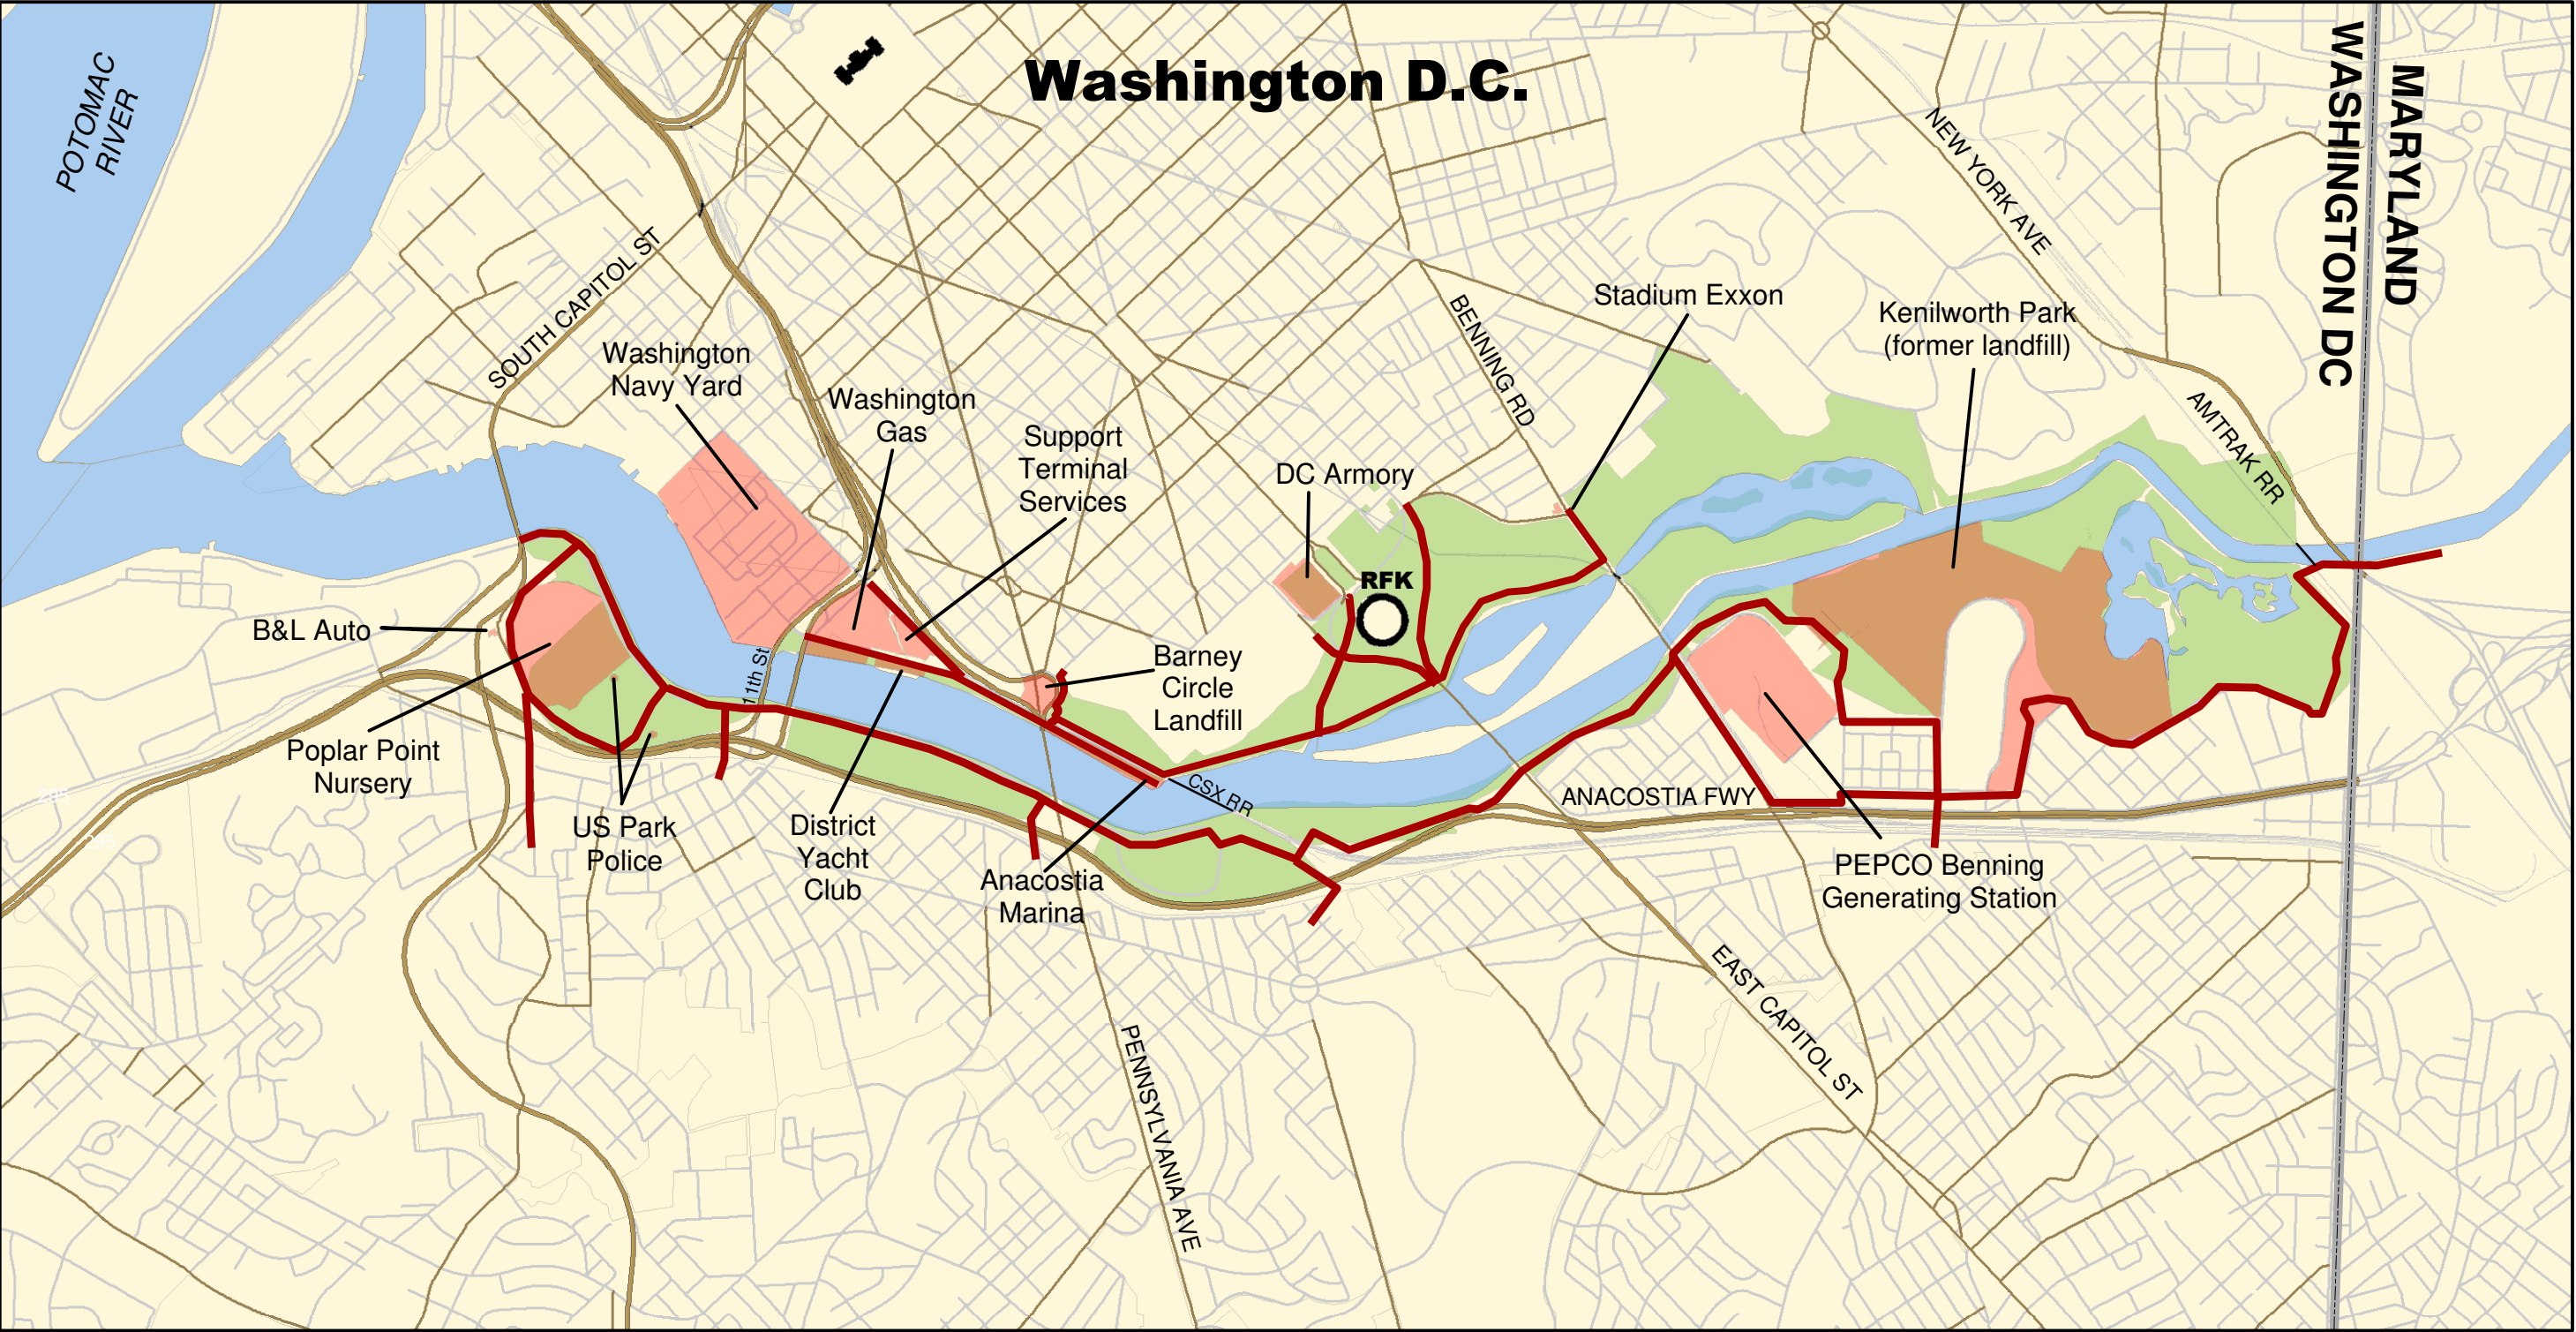 Washington D.C.
POTOMAC
RIVER
WASHINGTON DC
MARYLAND
NEW YORK AVE
SOUTH CAPITOL ST
BENNING RD
Stadium Exxon
Kenilworth Park
(former landfill)
Washington
Navy Yard
Washington
Gas
AMTRAK RR
Support
Terminal
Services
DC Armory
RFK
B&L Auto
11th St
Barney
Circle
Landfill
Poplar Point
Nursery
CSX RR
ANACOSTIA FWY
295
295
US Park
Police
District
Yacht
Club
Anacostia
Marina
PEPCO Benning
Generating Station
EAST CAPITOL ST
PENNSYLVANIA AVE